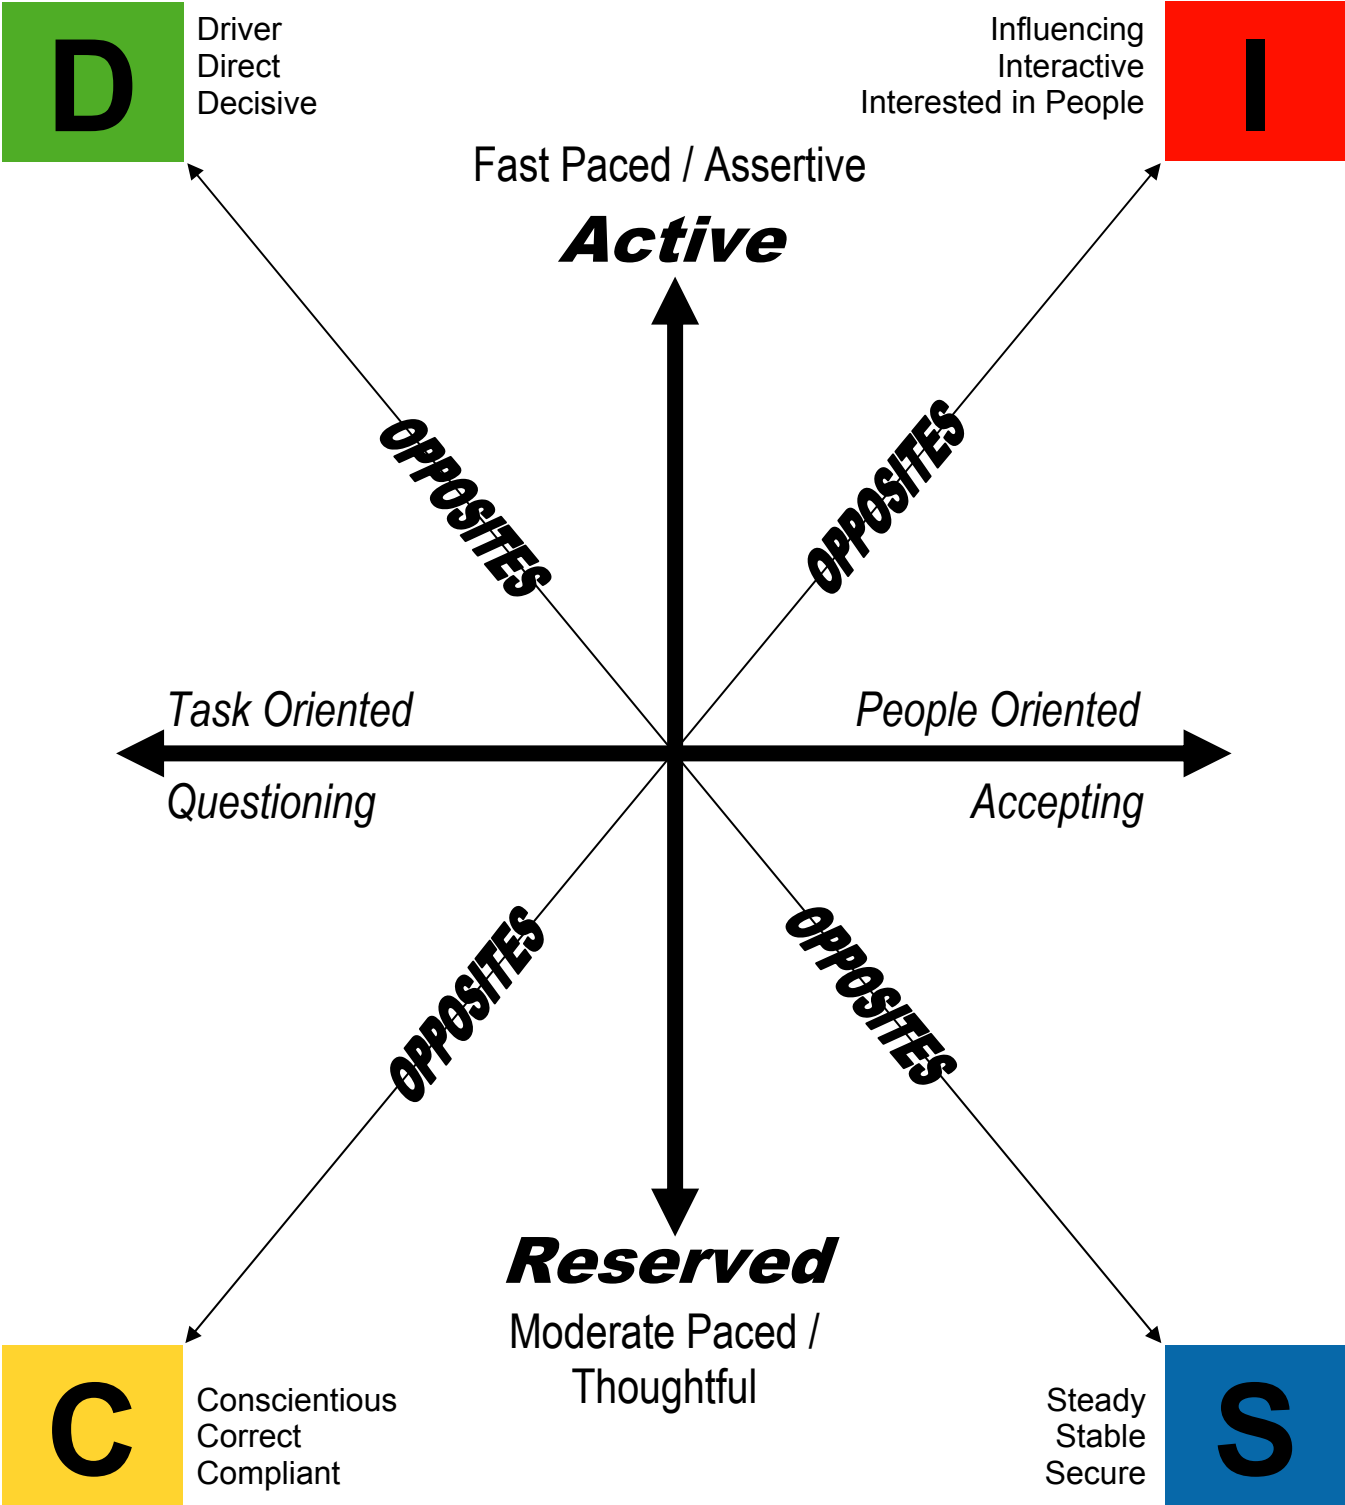 D
Driver
Direct
Decisive
Influencing
Interactive
Interested in People
I
Fast Paced / Assertive
Active
OPPOSITES
OPPOSITES
Task Oriented
People Oriented
Questioning
Accepting
OPPOSITES
OPPOSITES
Reserved
Moderate Paced /
Thoughtful
C
Conscientious
Correct
Compliant
Steady
Stable
Secure
S